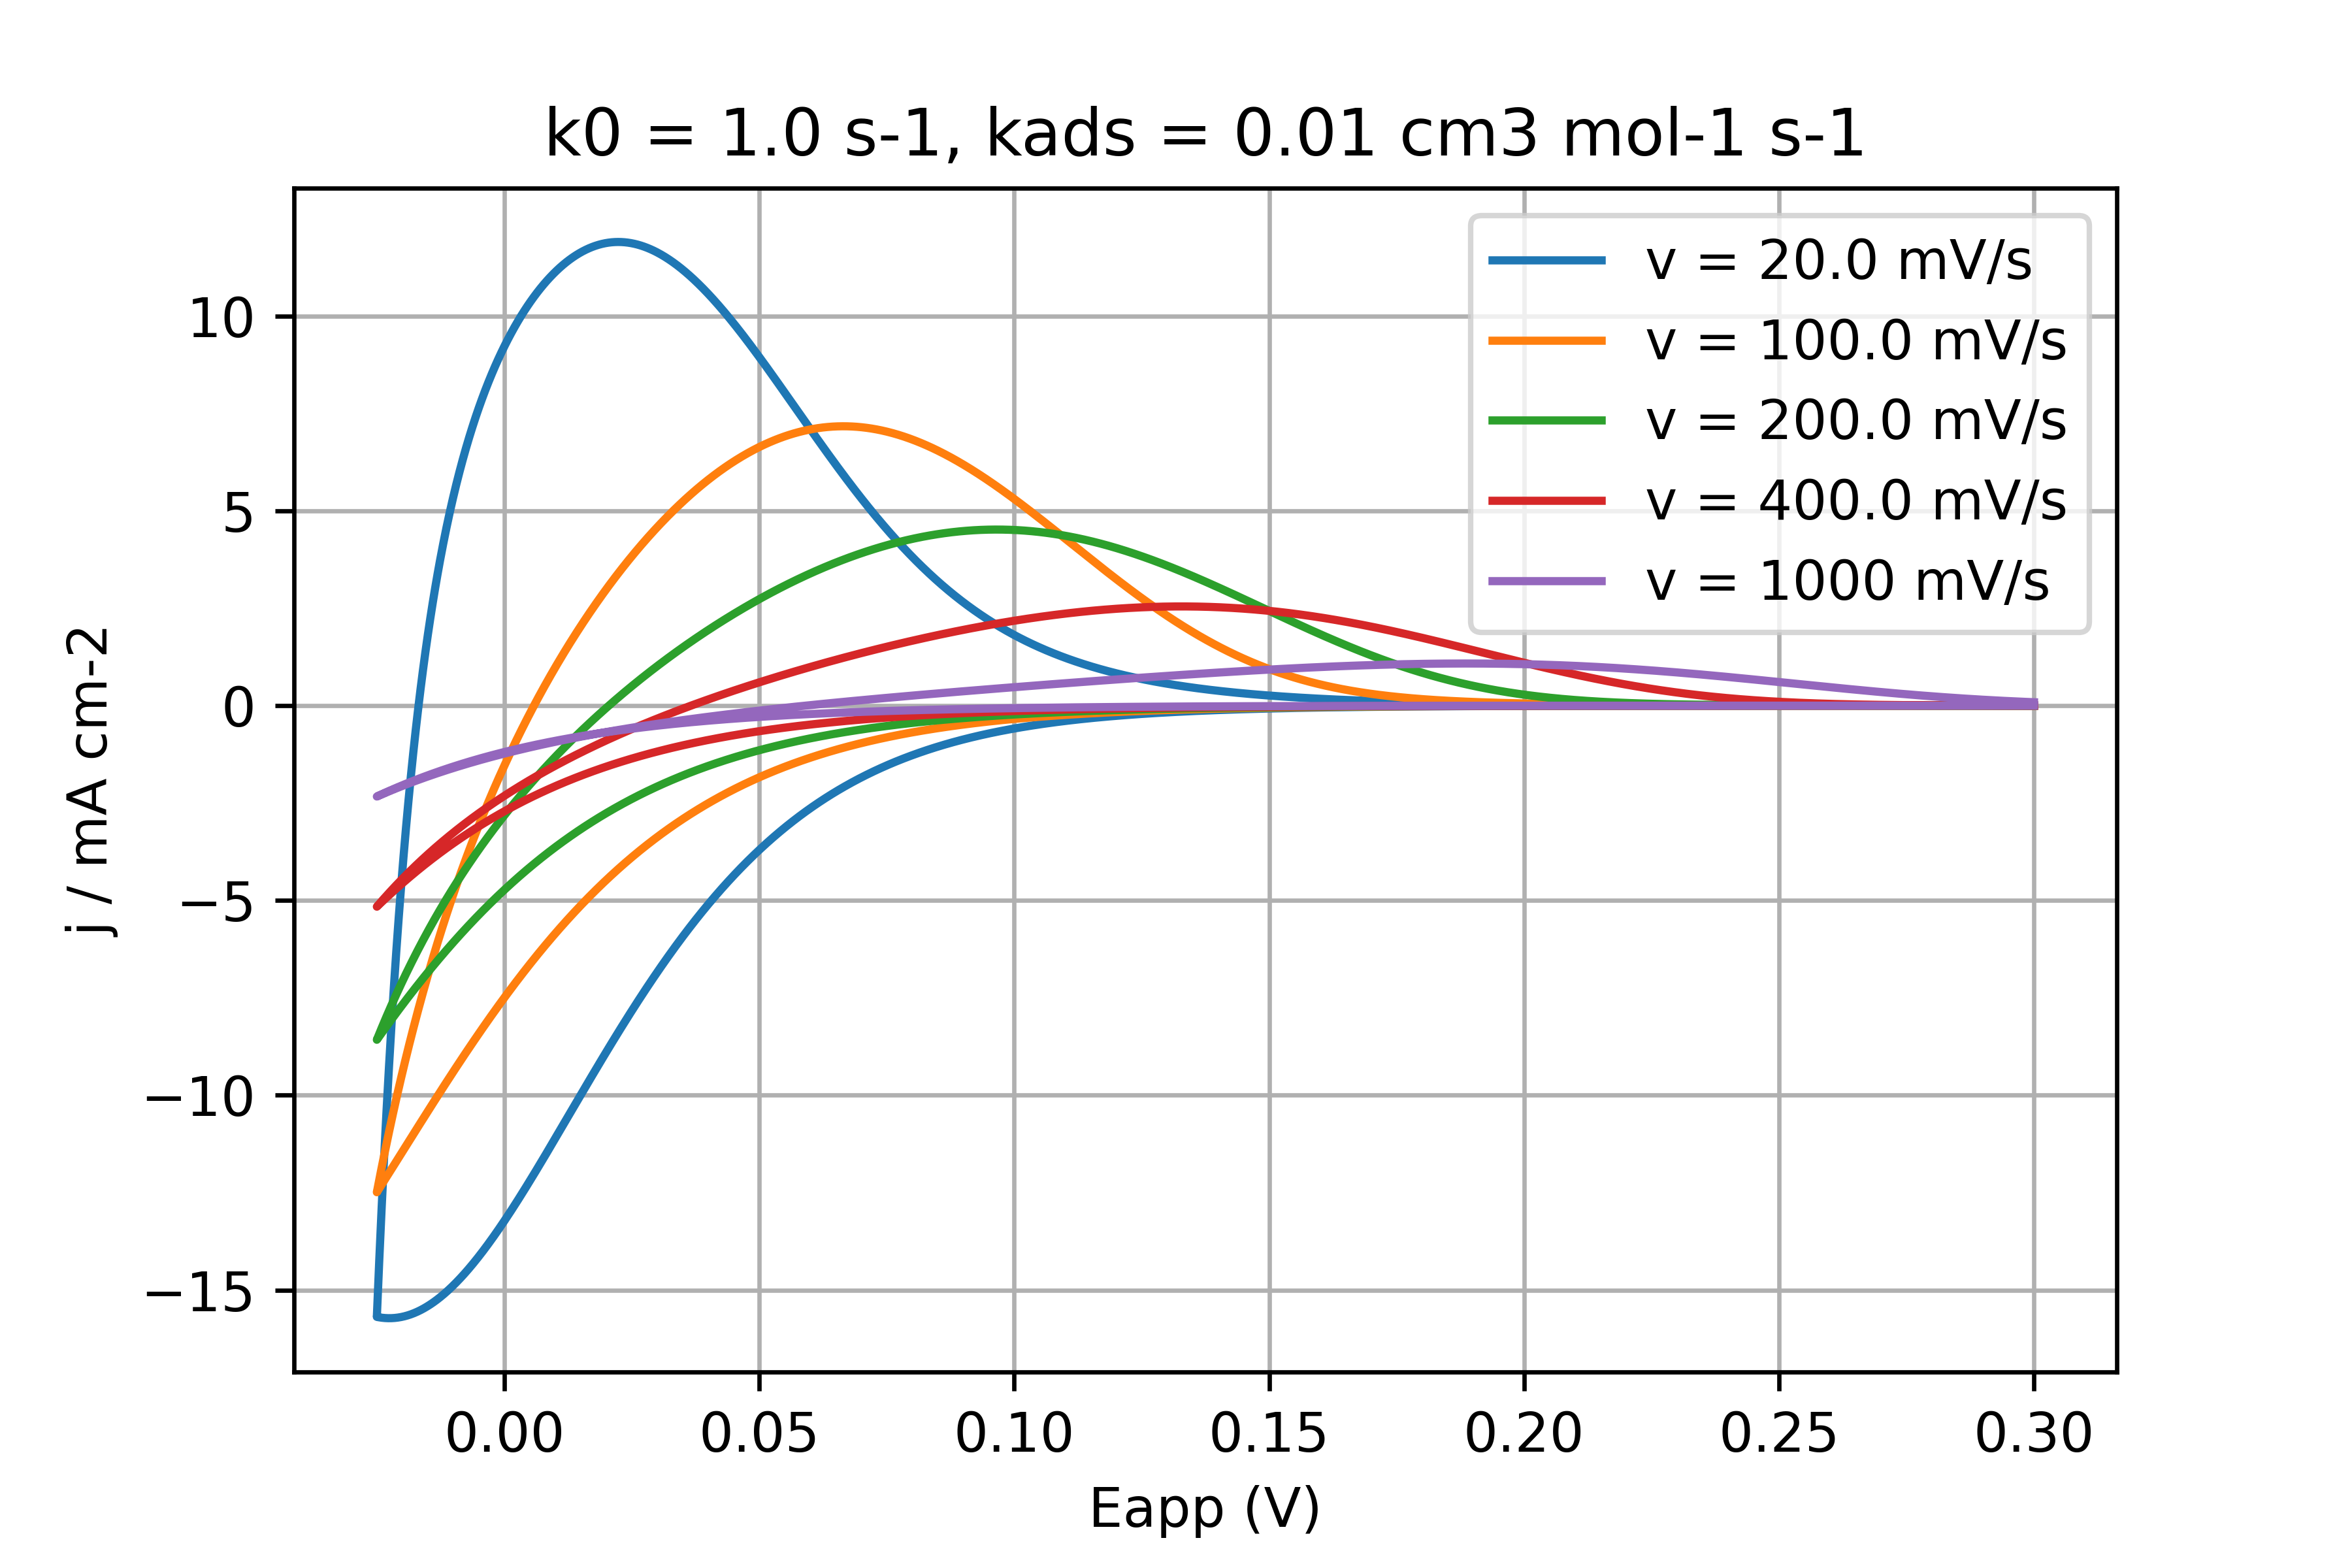 k0 = 1.0 s-1, kads = 0.01 cm3 mol-1 s-1
v = 20.0 mV/s
v = 100.0 mV/s
v = 200.0 mV/s
v = 400.0 mV/s
v = 1000 mV/s
10
5
0
−5
−10
−15
j / mA cm-2
0.00 0.05 0.10 0.15 0.20 0.25 0.30
Eapp (V)